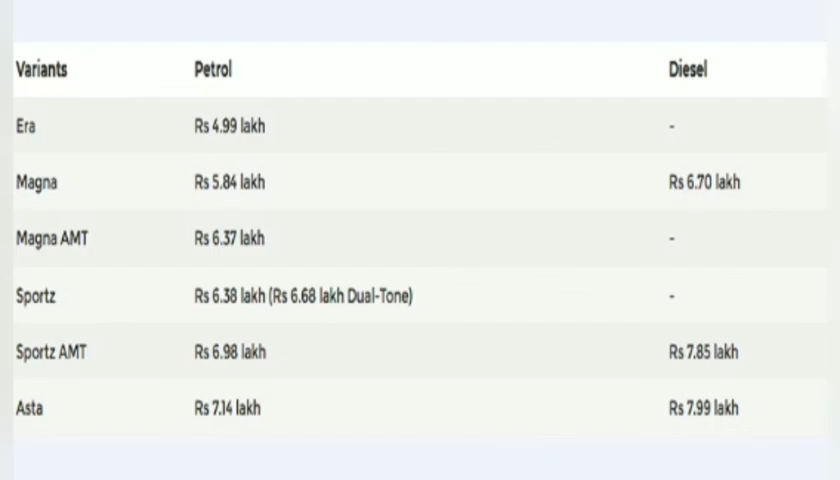 Variants Petrol Diesel
Era Rs 4.99 lakh -
Magna Rs 5.84 lakh Rs 6.70 lakh
Magna AMT Rs 6.37 lakh -
Sportz Rs 6.38 lakh (Rs 6.68 lakh Dual-Tone) -
Sportz AMT Rs 6.98 lakh Rs 7.85 lakh
Asta Rs 7.14 lakh Rs 7.99 lakh